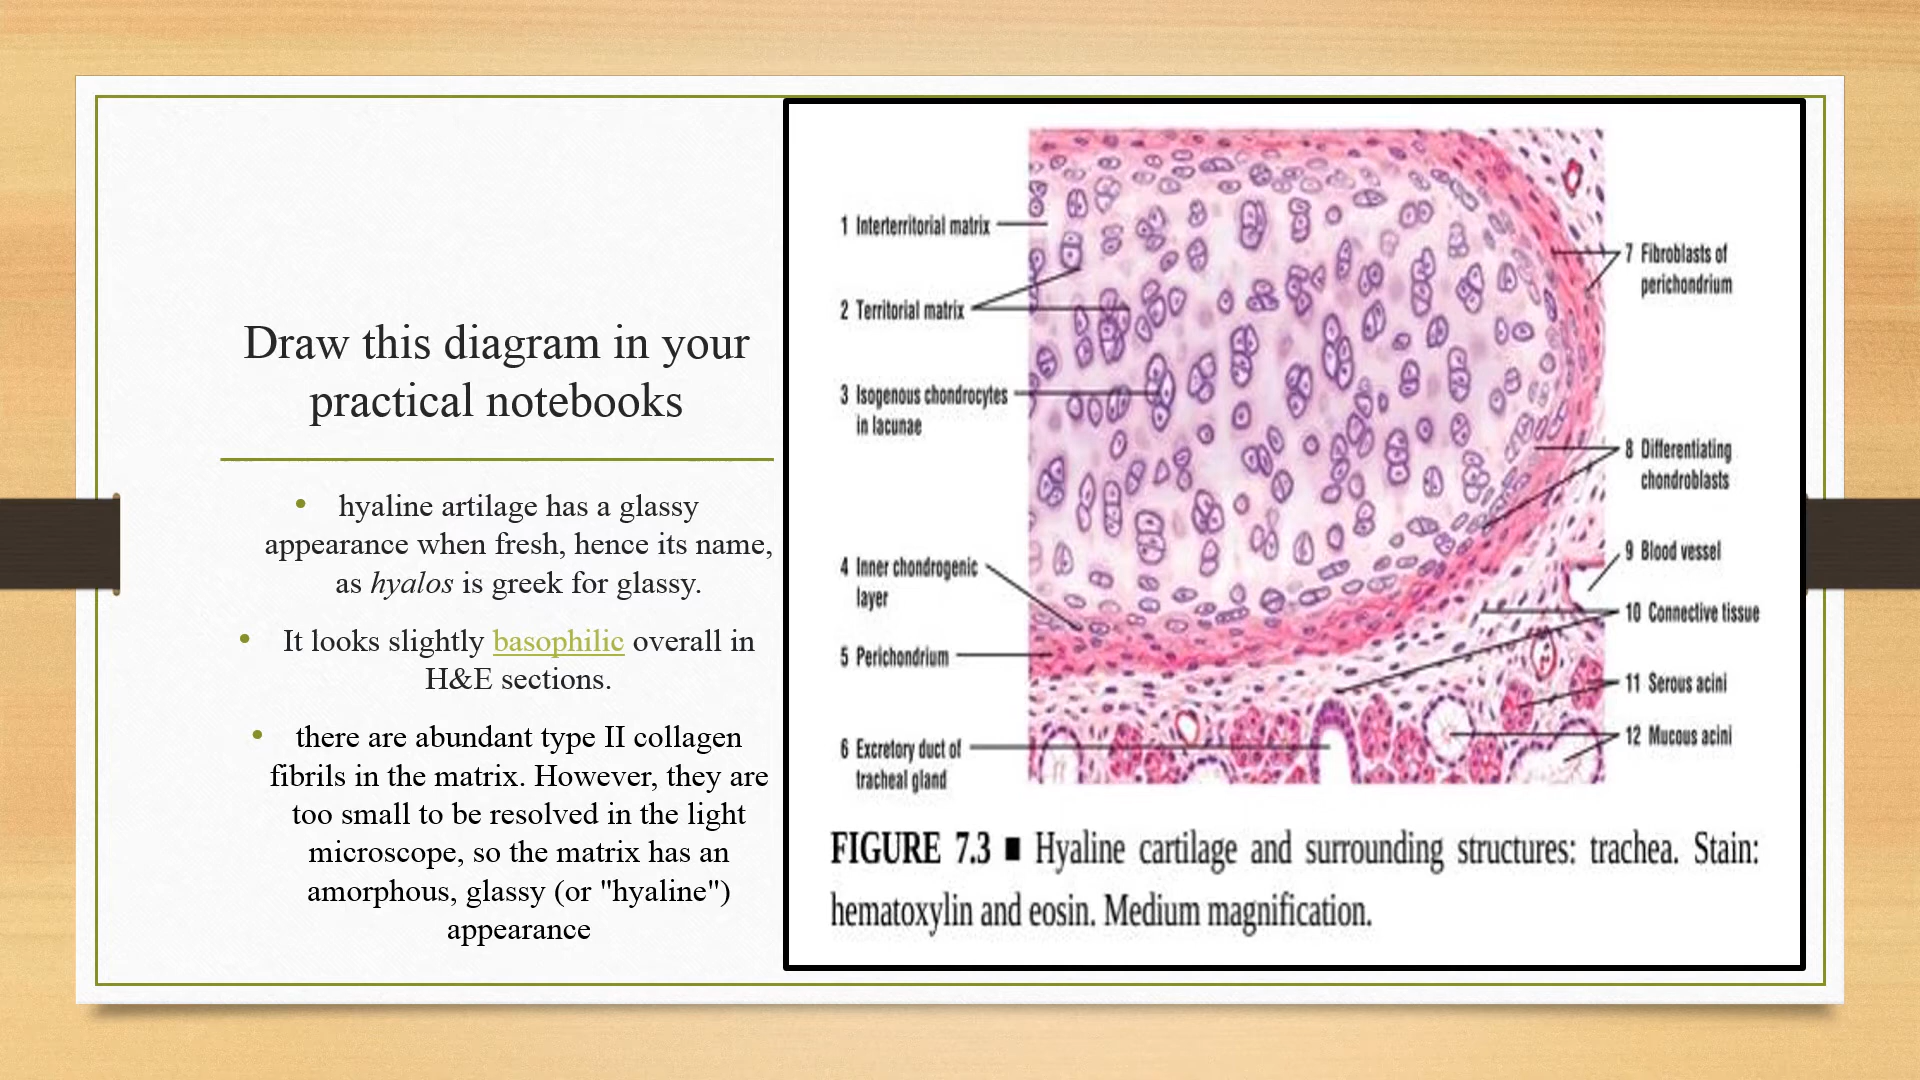 Draw this diagram in your
practical notebooks
• hyaline artilage has a glassy
appearance when fresh, hence its name,
as hyalos is greek for glassy.
• It looks slightly basophilic overall in
H&E sections.
• there are abundant type II collagen
fibrils in the matrix. However, they are
too small to be resolved in the light
microscope, so the matrix has an
amorphous, glassy (or "hyaline")
appearance
1 Interterritorial matrix
2 Territorial matrix
3 Isogenous chondrocytes
in lacunae
4 Inner chondrogenic
layer
5 Perichondrium
6 Excretory duct of
tracheal gland
7 Fibroblasts of
perichondrium
8 Differentiating
chondroblasts
9 Blood vessel
10 Connective tissue
11 Serous acini
12 Mucous acini
FIGURE 7.3 ■ Hyaline cartilage and surrounding structures: trachea. Stain:
hematoxylin and eosin. Medium magnification.